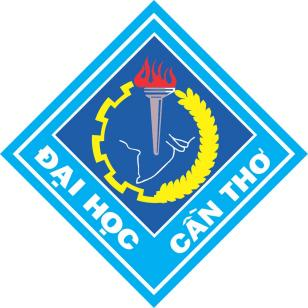 ĐẠI HỌC
CẦN THƠ